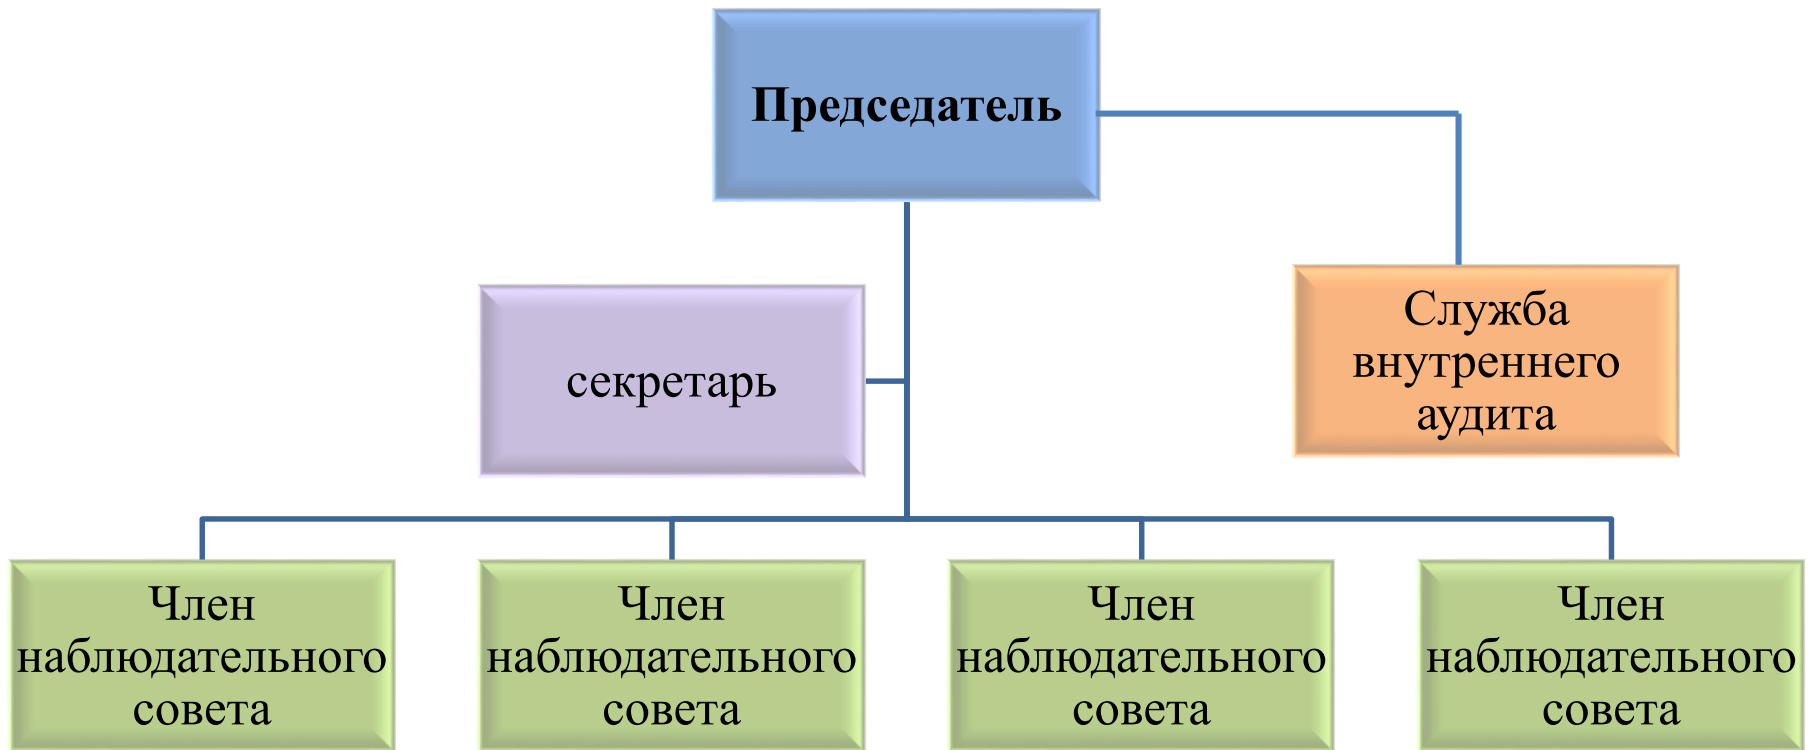 Председатель
секретарь
Служба
внутреннего
аудита
Член
наблюдательного
совета
Член
наблюдательного
совета
Член
наблюдательного
совета
Член
наблюдательного
совета